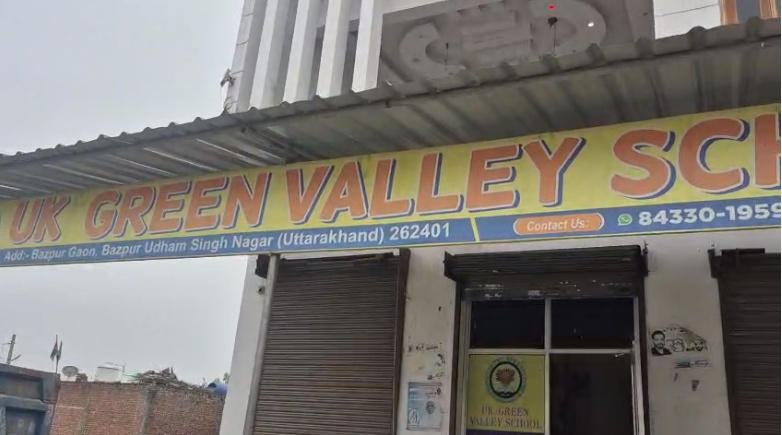 UK GREEN VALLEY SCH
Add:- Bazpur Gaon, Bazpur Udham Singh Nagar (Uttarakhand) 262401
Contact Us: 84330-1959
UK GREEN
VALLEY SCHOOL